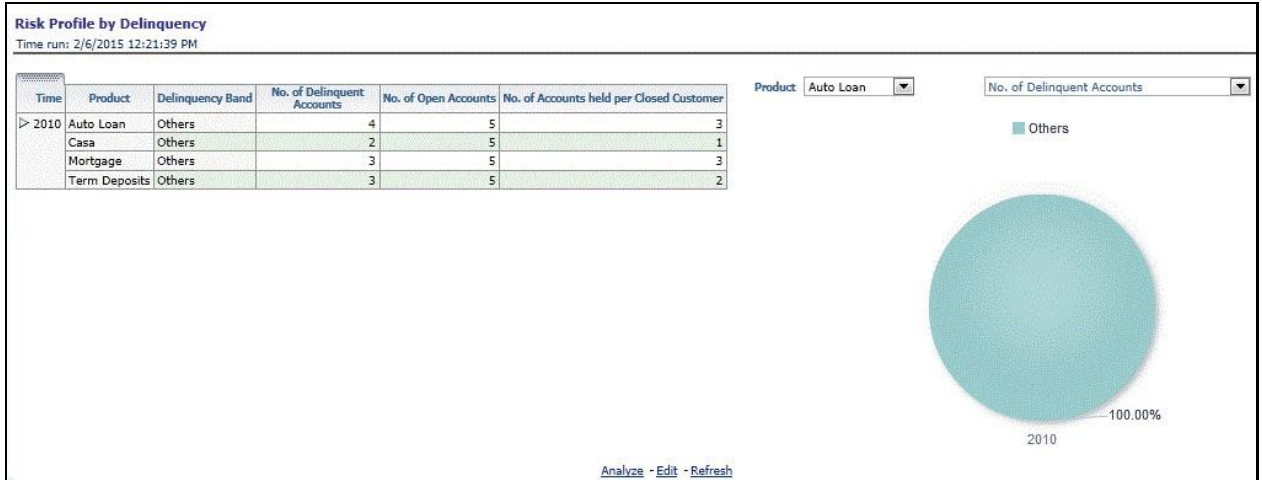 Risk Profile by Delinquency
Time run: 2/6/2015 12:21:39 PM
Time Product Delinquency Band No. of Delinquent Accounts No. of Open Accounts No. of Accounts held per Closed Customer
2010 Auto Loan Others 4 5 3
Casa Others 2 5 1
Mortgage Others 3 5 3
Term Deposits Others 3 5 2
Product Auto Loan No. of Delinquent Accounts
Others
100.00%
2010
Analyze - Edit - Refresh